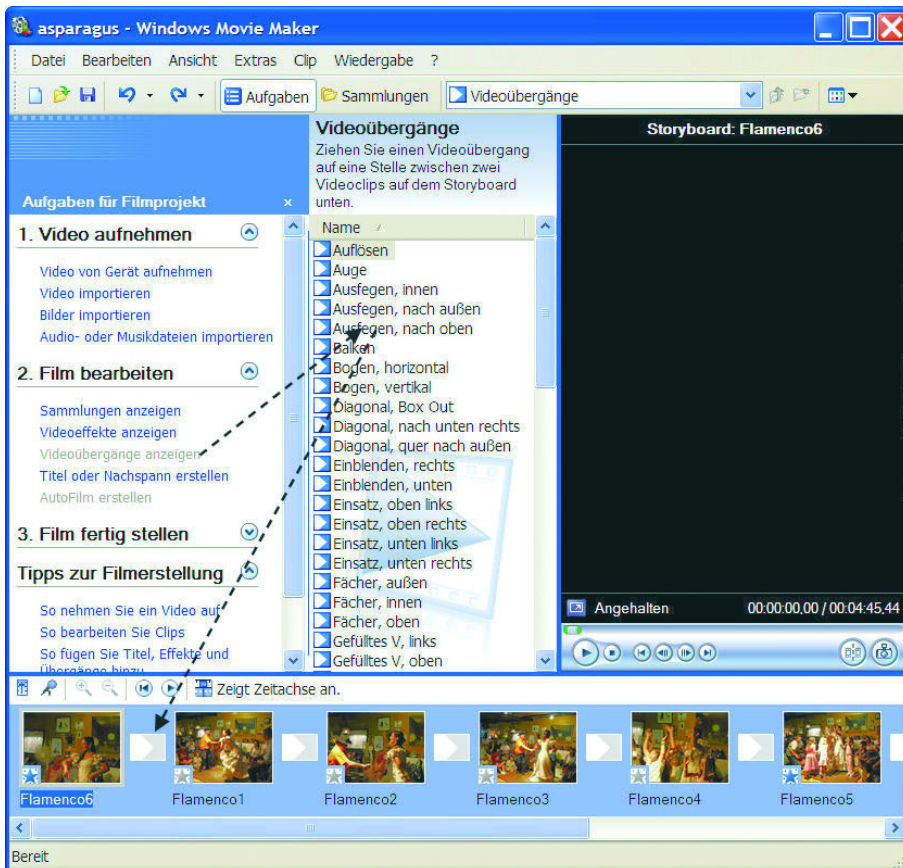 asparagus - Windows Movie Maker
Datei Bearbeiten Ansicht Extras Clip Wiedergabe ?
Aufgaben Sammlungen Videoübergänge
Aufgaben für Filmprojekt x
1. Video aufnehmen
Video von Gerät aufnehmen
Video importieren
Bilder importieren
Audio- oder Musikdateien importieren
2. Film bearbeiten
Sammlungen anzeigen
Videoeffekte anzeigen
Videoübergänge anzeigen
Titel oder Nachspann erstellen
AutoFilm erstellen
3. Film fertig stellen
Tipps zur Filmerstellung
So nehmen Sie ein Video auf
So bearbeiten Sie Clips
So fügen Sie Titel, Effekte und
Übergänge hinzu
Videoübergänge
Ziehen Sie einen Videoübergang
auf eine Stelle zwischen zwei
Videoclips auf dem Storyboard
unten.
Name
Auflösen
Auge
Ausfegen, innen
Ausfegen, nach außen
Ausfegen, nach oben
Balken
Bogen, horizontal
Bogen, vertikal
Diagonal, Box Out
Diagonal, nach unten rechts
Diagonal, quer nach außen
Einblenden, rechts
Einblenden, unten
Einsatz, oben links
Einsatz, oben rechts
Einsatz, unten links
Einsatz, unten rechts
Fächer, außen
Fächer, innen
Fächer, oben
Gefülltes V, links
Gefülltes V, oben
Storyboard: Flamenco6
Angehalten 00:00:00,00 / 00:04:45,44
Zeigt Zeitachse an.
Flamenco6 Flamenco1 Flamenco2 Flamenco3 Flamenco4 Flamenco5
Bereit